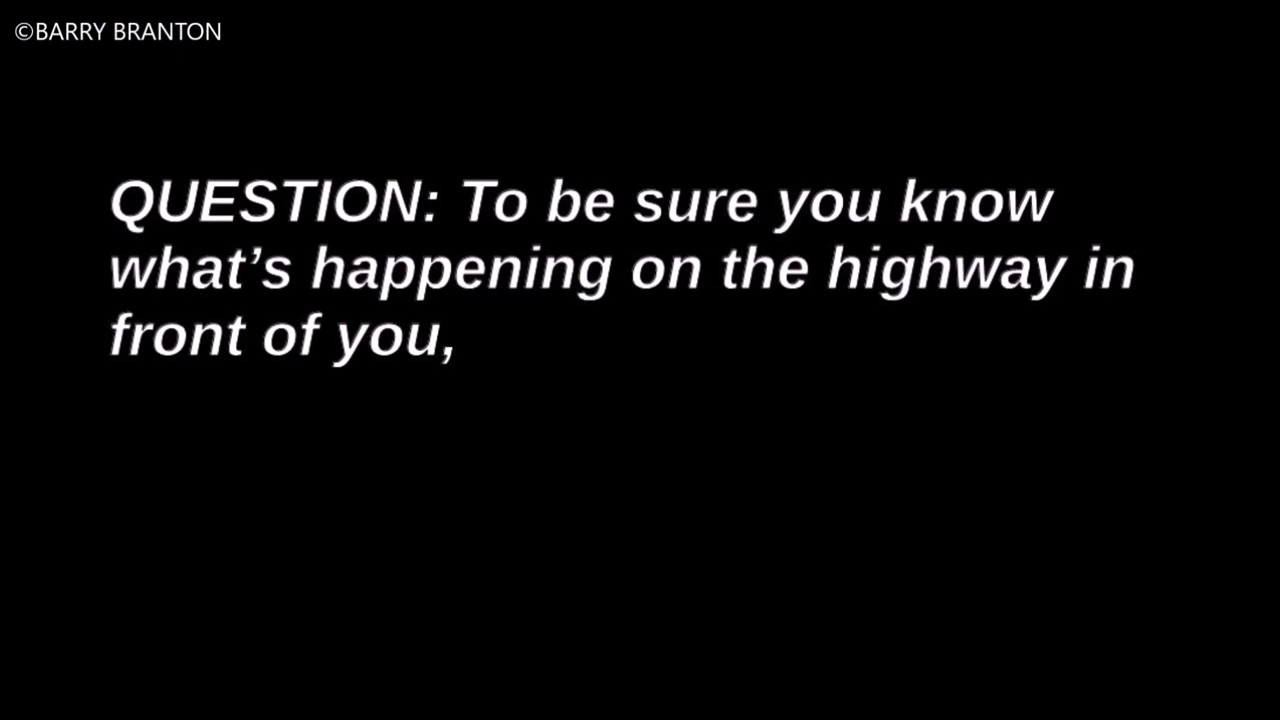 ©BARRY BRANTON
QUESTION: To be sure you know
what’s happening on the highway in
front of you,